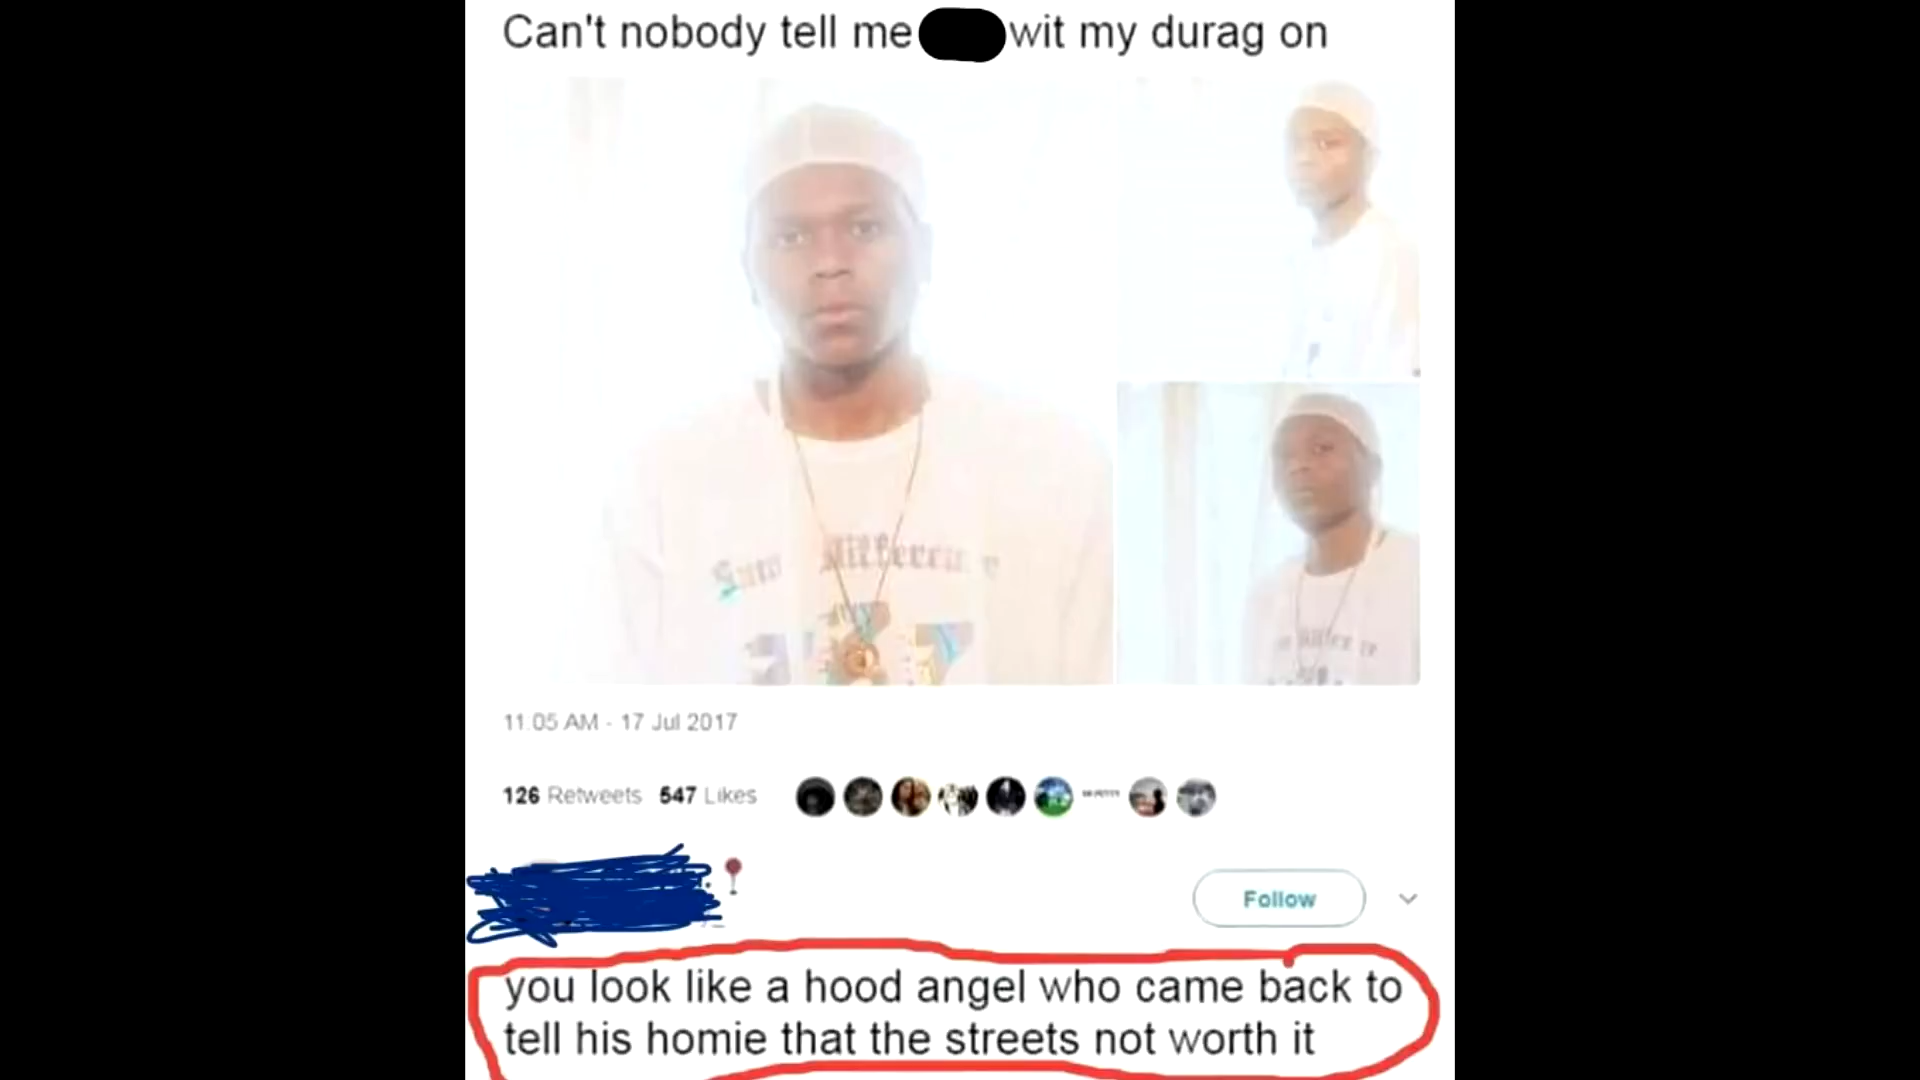 Can't nobody tell me wit my durag on
11:05 AM - 17 Jul 2017
126 Retweets 547 Likes
Follow
you look like a hood angel who came back to
tell his homie that the streets not worth it